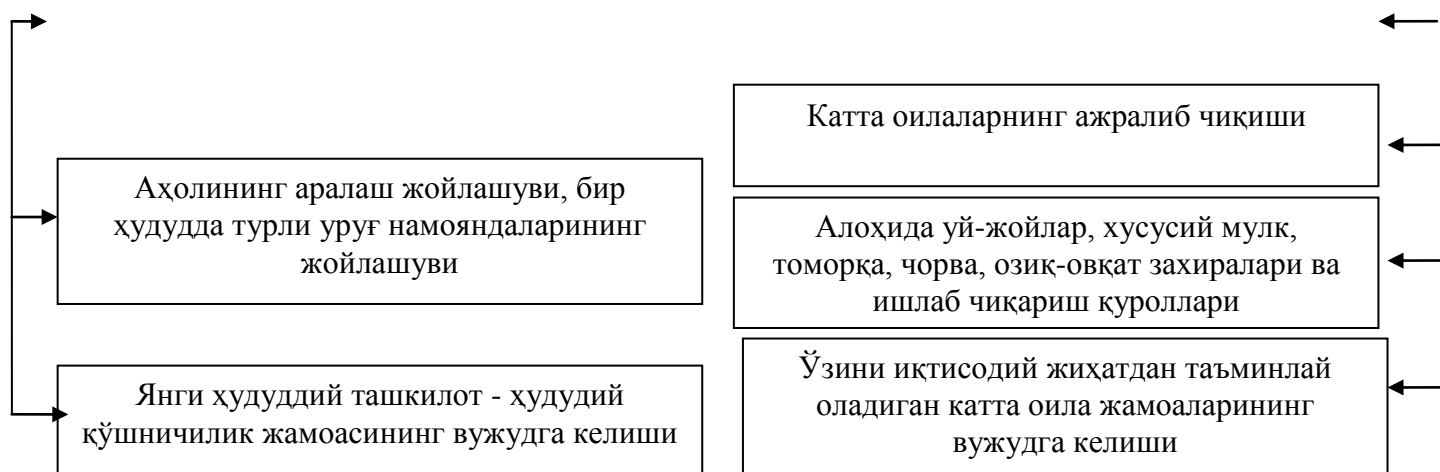 Катта оилаларнинг ажралиб чиқиши
Аҳолининг аралаш жойлашуви, бир
ҳудудда турли уруғ намояндаларининг
жойлашуви
Алоҳида уй-жойлар, хусусий мулк,
томорқа, чорва, озиқ-овқат захиралари ва
ишлаб чиқариш қуроллари
Янги ҳудуддий ташкилот - ҳудудий
қўшничилик жамоасининг вужудга келиши
Ўзини иқтисодий жиҳатдан таъминлай
оладиган катта оила жамоаларининг
вужудга келиши